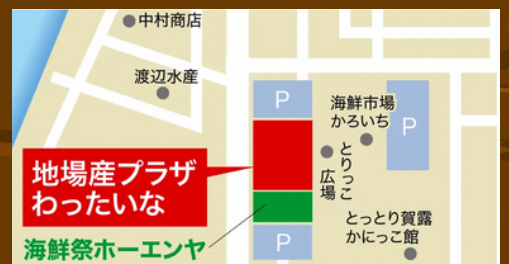 中村商店
渡辺水産
P
海鮮市場
かろいち
P
地場産プラザ
わったいな
とりっこ
広場
海鮮祭ホーエンヤ
P
とっとり賀露
かにっこ館